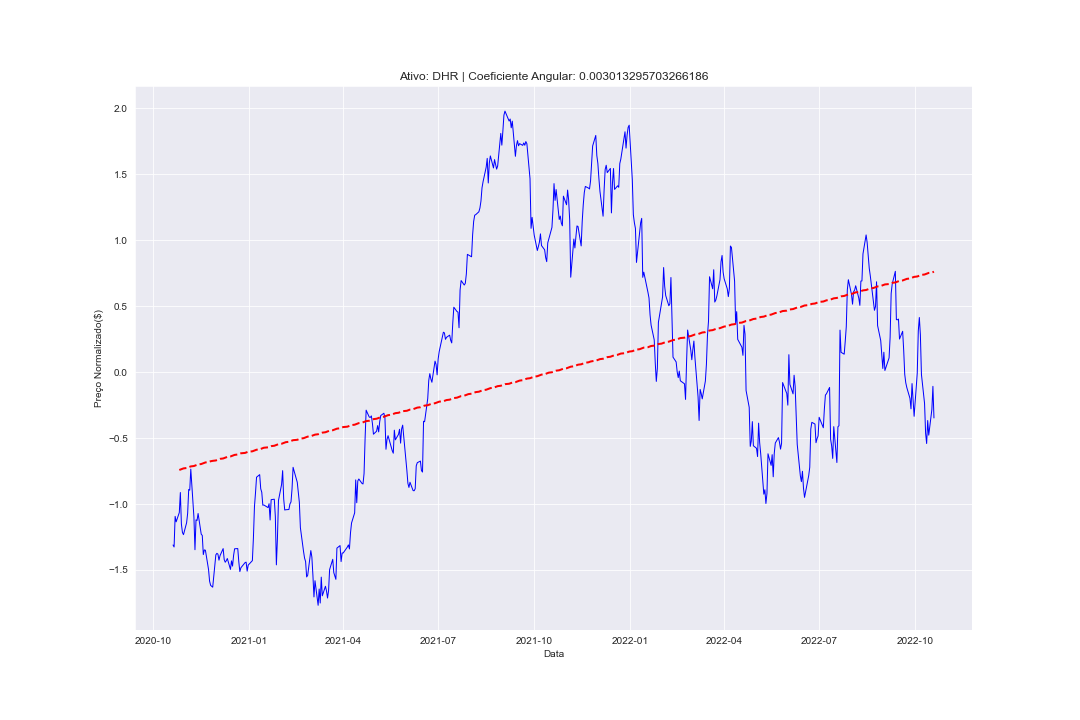 Ativo: DHR | Coeficiente Angular: 0.003013295703266186
Preço Normalizado($)
2.0
1.5
1.0
0.5
0.0
−0.5
−1.0
−1.5
2020-10 2021-01 2021-04 2021-07 2021-10 2022-01 2022-04 2022-07 2022-10
Data